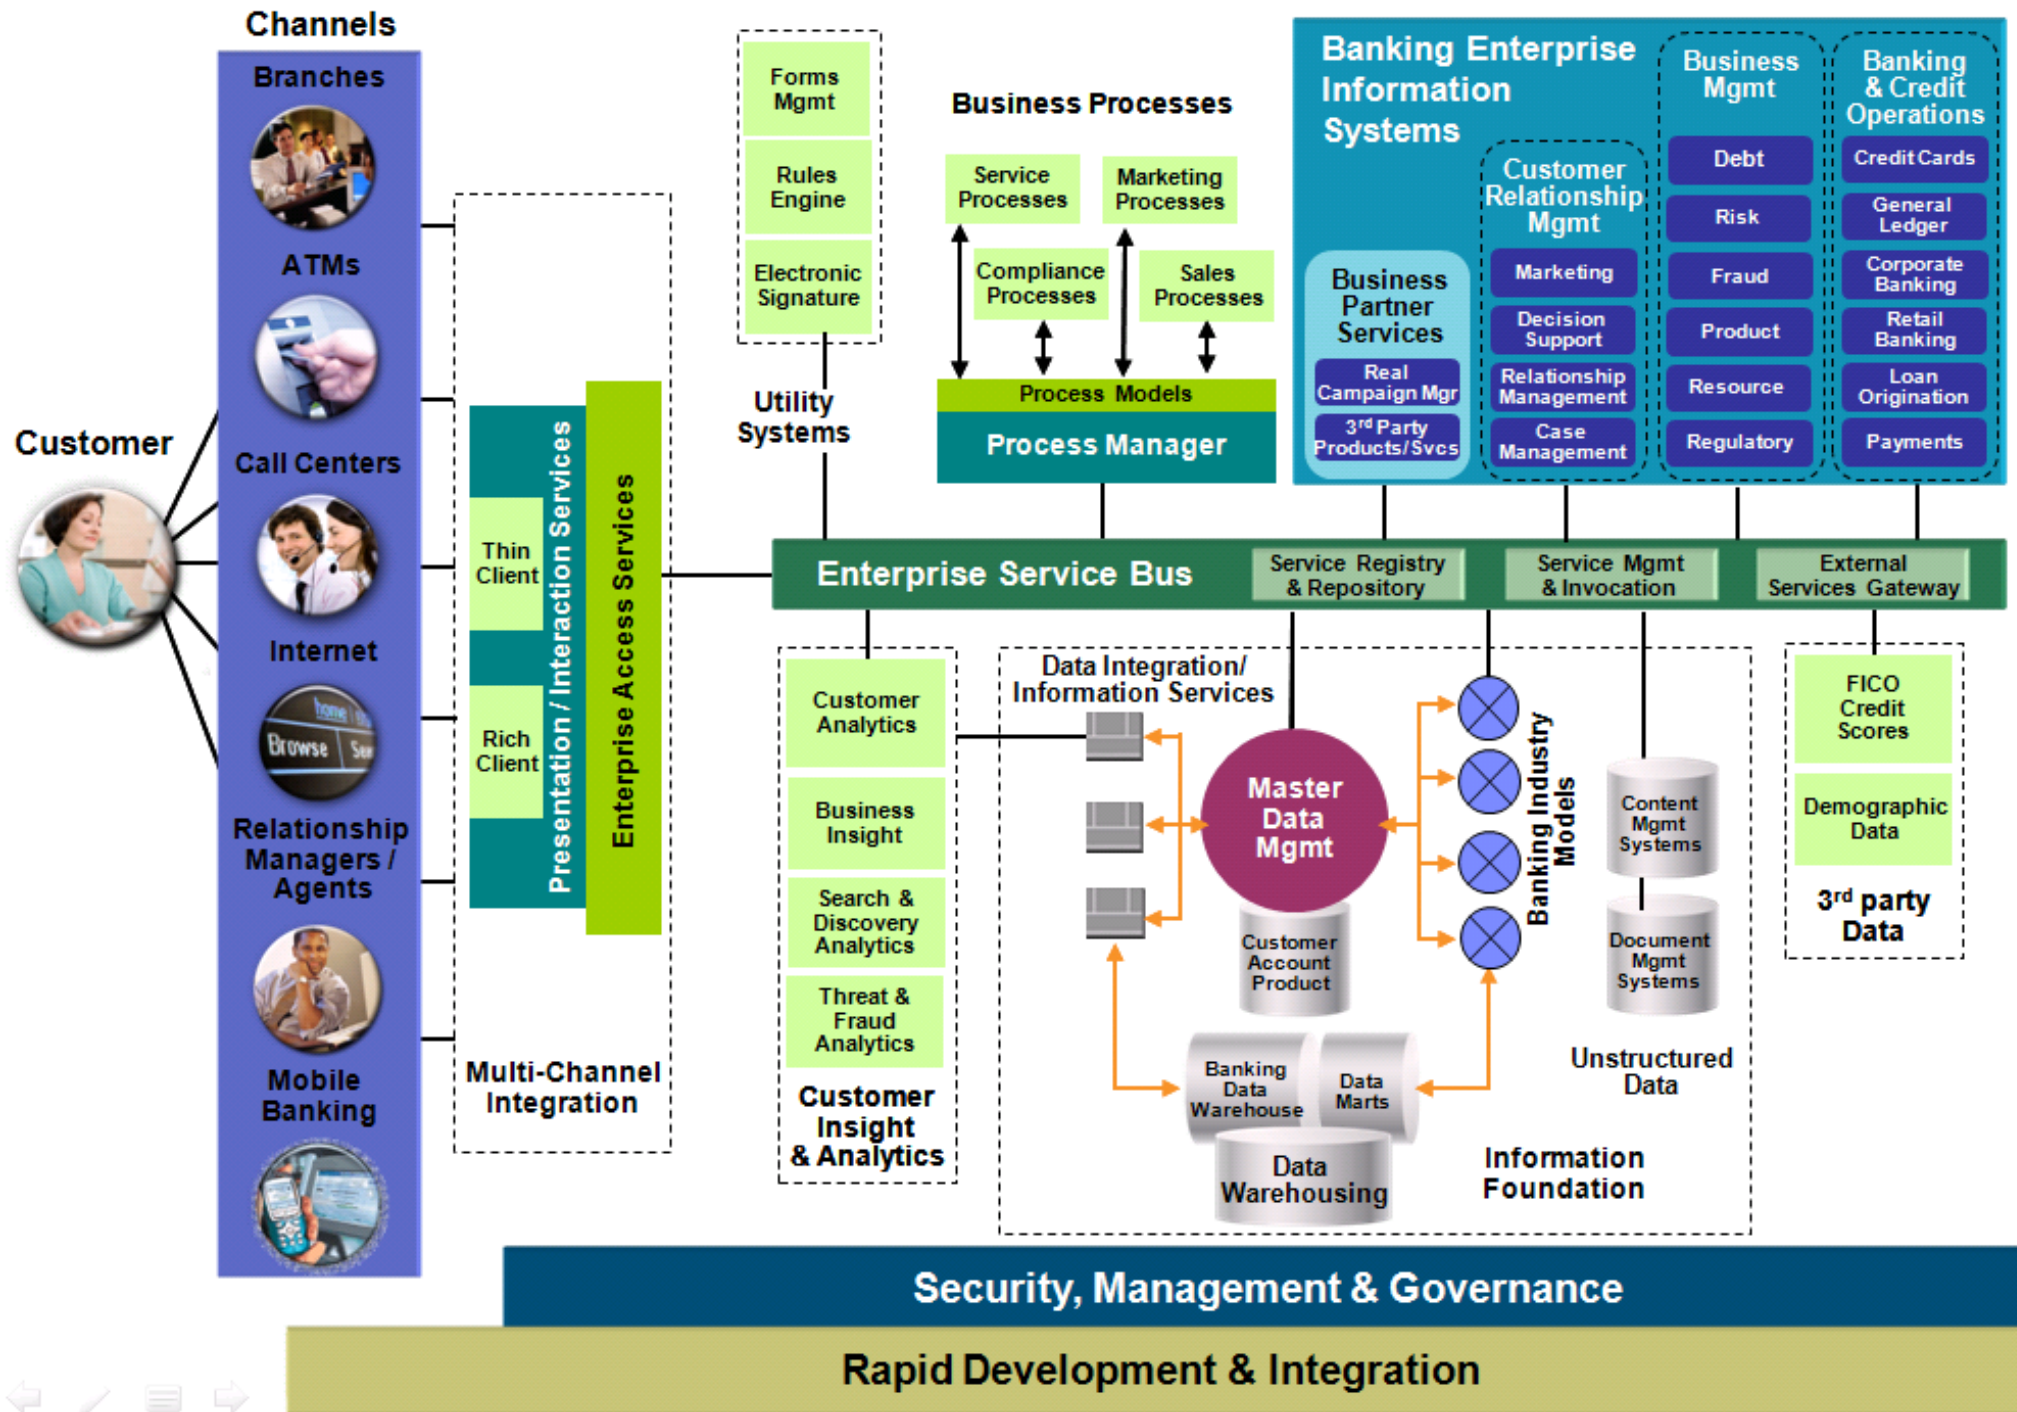 Channels
Branches
ATMs
Call Centers
Internet
Relationship
Managers /
Agents
Mobile
Banking
Customer
Thin
Client
Rich
Client
Presentation / Interaction Services
Enterprise Access Services
Multi-Channel
Integration
Forms
Mgmt
Rules
Engine
Electronic
Signature
Utility
Systems
Business Processes
Service
Processes
Marketing
Processes
Compliance
Processes
Sales
Processes
Process Models
Process Manager
Banking Enterprise
Information
Systems
Business
Partner
Services
Real
Campaign Mgr
3rd Party
Products/Svcs
Customer
Relationship
Mgmt
Marketing
Decision
Support
Relationship
Management
Case
Management
Business
Mgmt
Debt
Risk
Fraud
Product
Resource
Regulatory
Banking
& Credit
Operations
Credit Cards
General
Ledger
Corporate
Banking
Retail
Banking
Loan
Origination
Payments
Enterprise Service Bus
Service Registry
& Repository
Service Mgmt
& Invocation
External
Services Gateway
Customer
Analytics
Business
Insight
Search &
Discovery
Analytics
Threat &
Fraud
Analytics
Customer
Insight
& Analytics
Data Integration/
Information Services
Master
Data
Mgmt
Customer
Account
Product
Banking Industry
Models
Banking
Data
Warehouse
Data
Marts
Data
Warehousing
Content
Mgmt
Systems
Document
Mgmt
Systems
Unstructured
Data
Information
Foundation
FICO
Credit
Scores
Demographic
Data
3rd party
Data
home
Browse
Security, Management & Governance
Rapid Development & Integration